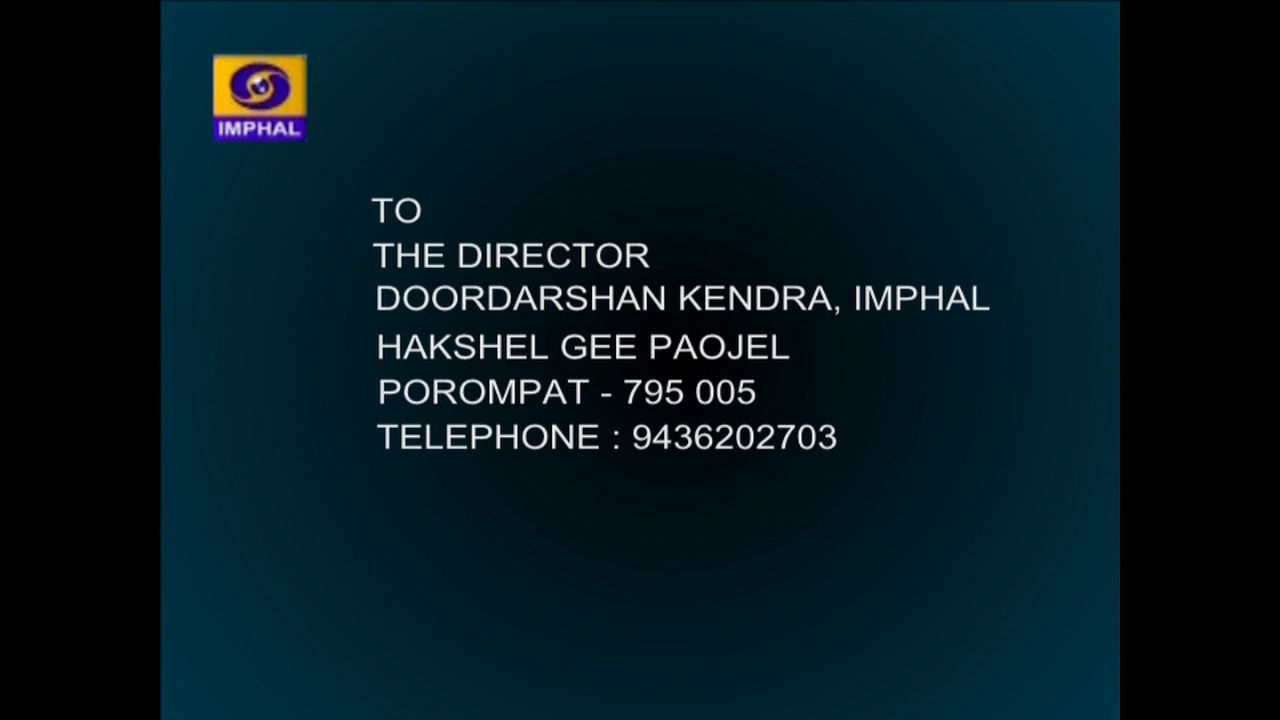 IMPHAL
TO
THE DIRECTOR
DOORDARSHAN KENDRA, IMPHAL
HAKSHEL GEE PAOJEL
POROMPAT - 795 005
TELEPHONE : 9436202703